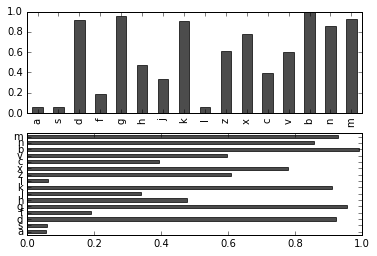 1.0
0.8
0.6
0.4
0.2
0.0
a s d f g h j k l z x c v b n m
m
n
b
v
c
x
z
l
k
j
h
g
f
d
s
a
0.0 0.2 0.4 0.6 0.8 1.0